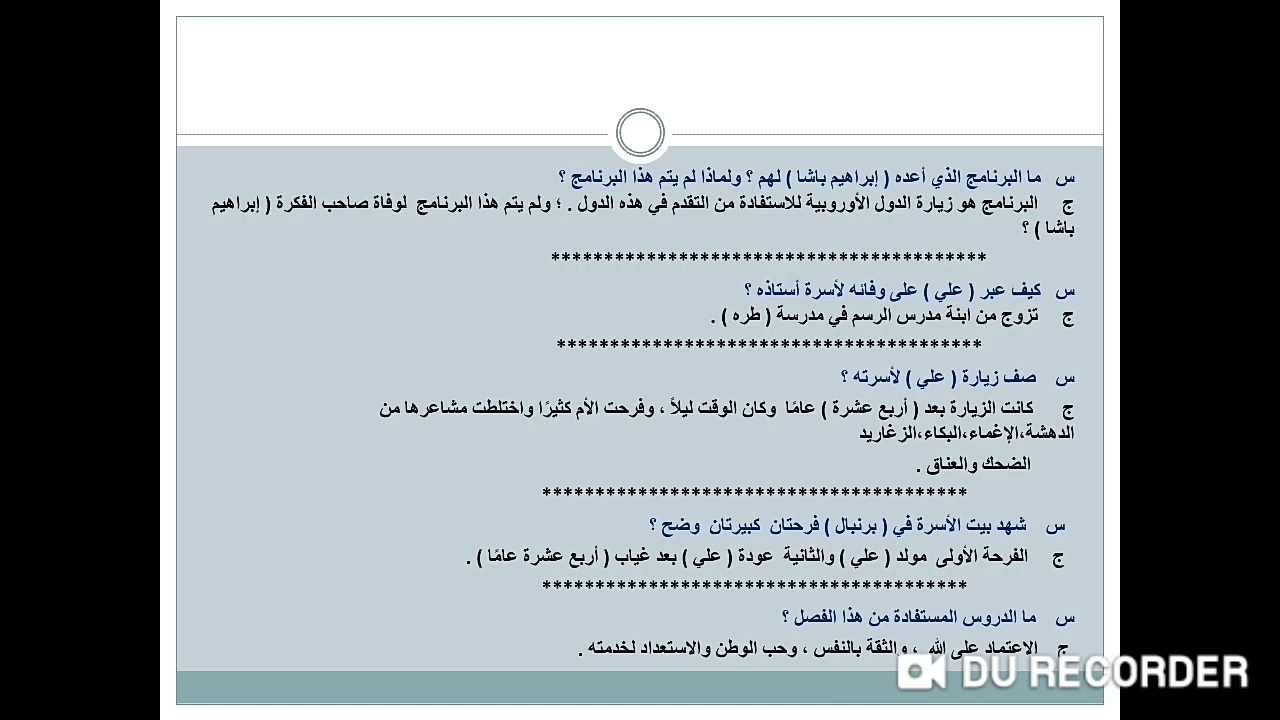 س ما البرنامج الذي أعده ( إبراهيم باشا ) لهم ؟ ولماذا لم يتم هذا البرنامج ؟
ج البرنامج هو زيارة الدول الأوروبية للاستفادة من التقدم في هذه الدول . ؛ ولم يتم هذا البرنامج لوفاة صاحب الفكرة ( إبراهيم
باشا ) ؟
*****************************************
س كيف عبر ( علي ) على وفائه لأسرة أستاذه ؟
ج تزوج من ابنة مدرس الرسم في مدرسة ( طره ) .
****************************************
س صف زيارة ( علي ) لأسرته ؟
ج كانت الزيارة بعد ( أربع عشرة ) عامًا وكان الوقت ليلاً ، وفرحت الأم كثيرًا واختلطت مشاعرها من
الدهشة،الإغماء،البكاء،الزغاريد
الضحك والعناق .
****************************************
س شهد بيت الأسرة في ( برنبال ) فرحتان كبيرتان وضح ؟
ج الفرحة الأولى مولد ( علي ) والثانية عودة ( علي ) بعد غياب ( أربع عشرة عامًا ) .
****************************************
س ما الدروس المستفادة من هذا الفصل ؟
ج الاعتماد على الله ، والثقة بالنفس ، وحب الوطن والاستعداد لخدمته .
DU RECORDER